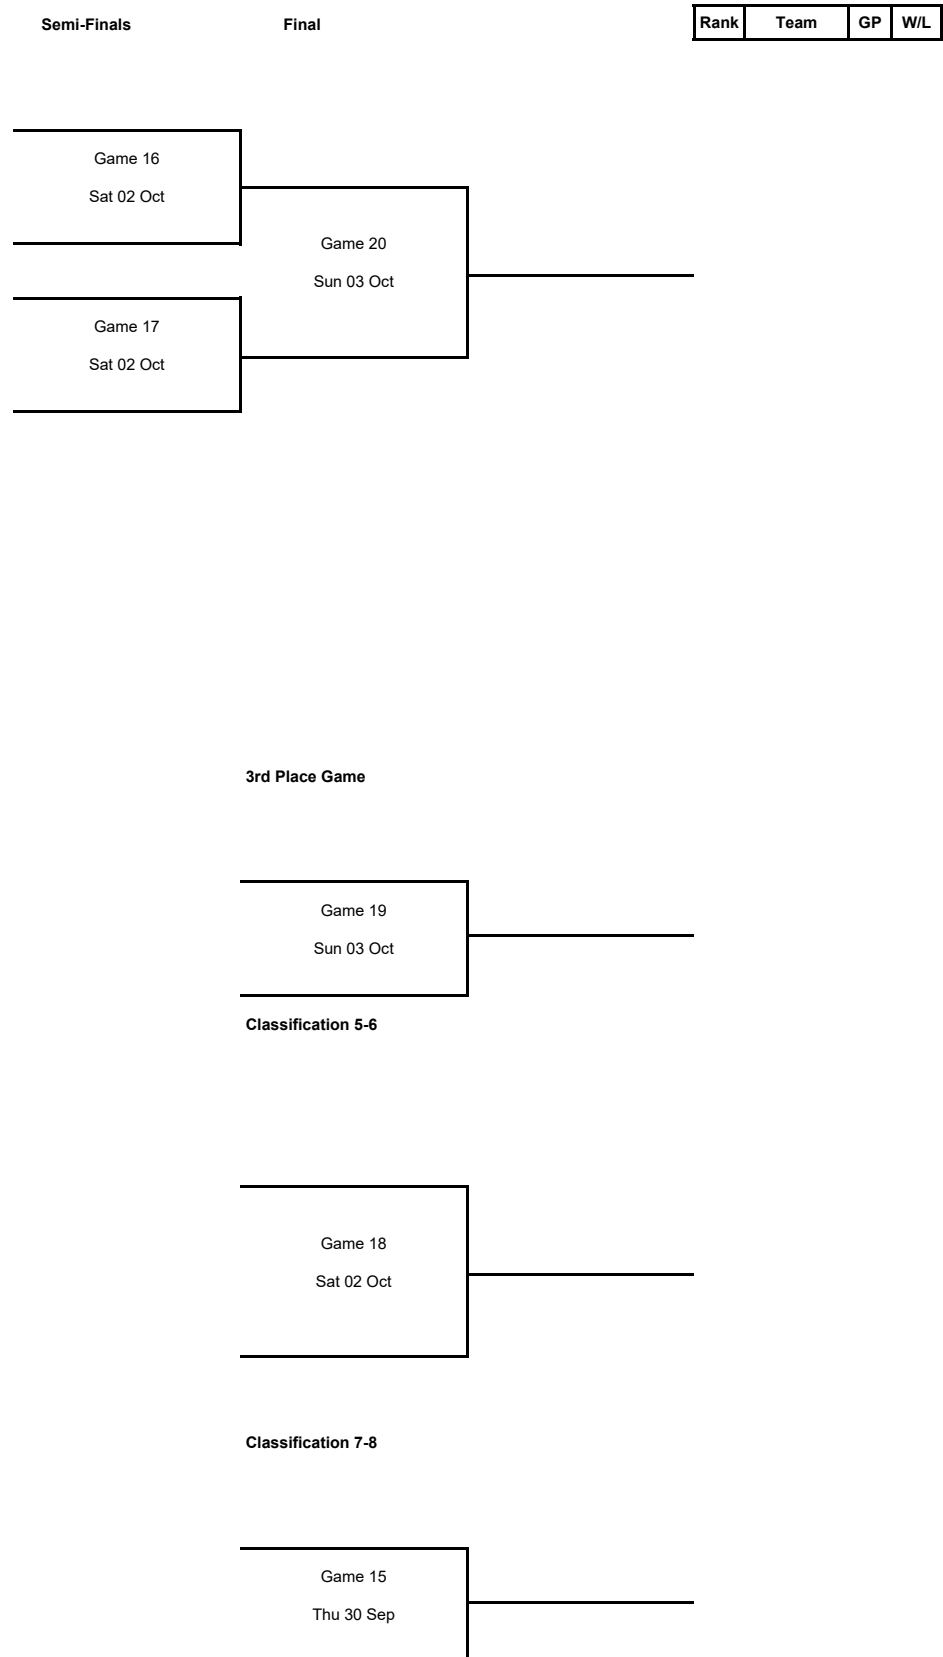 Semi-Finals Final Rank Team GP W/L
Game 16
Sat 02 Oct
Game 20
Sun 03 Oct
Game 17
Sat 02 Oct
3rd Place Game
Game 19
Sun 03 Oct
Classification 5-6
Game 18
Sat 02 Oct
Classification 7-8
Game 15
Thu 30 Sep